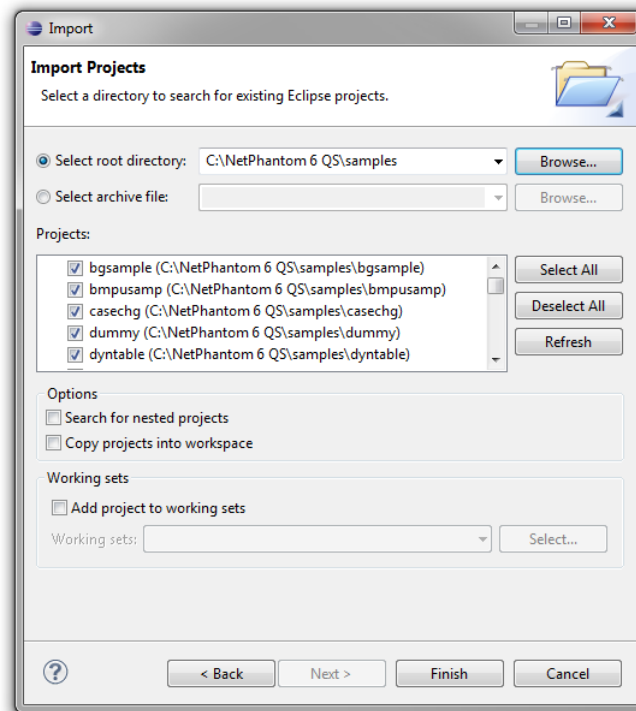 Import
Import Projects
Select a directory to search for existing Eclipse projects.
Select root directory: C:\NetPhantom 6 QS\samples Browse...
Select archive file: Browse...
Projects:
bgsample (C:\NetPhantom 6 QS\samples\bgsample)
bmpusamp (C:\NetPhantom 6 QS\samples\bmpusamp)
casechg (C:\NetPhantom 6 QS\samples\casechg)
dummy (C:\NetPhantom 6 QS\samples\dummy)
dyntable (C:\NetPhantom 6 QS\samples\dyntable)
Select All
Deselect All
Refresh
Options
Search for nested projects
Copy projects into workspace
Working sets
Add project to working sets
Working sets: Select...
? < Back Next > Finish Cancel